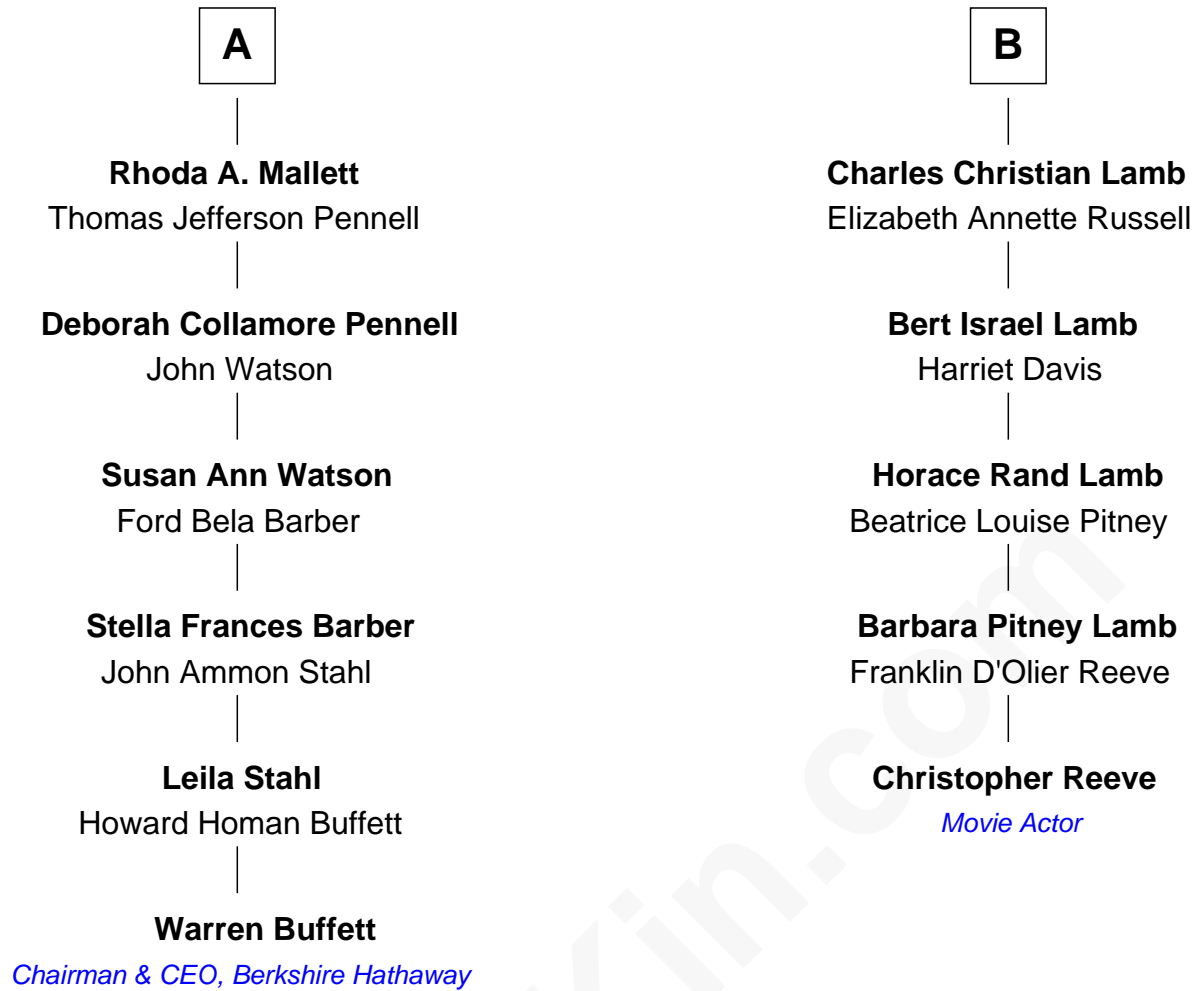 A
Rhoda A. Mallett
Thomas Jefferson Pennell
Deborah Collamore Pennell
John Watson
Susan Ann Watson
Ford Bela Barber
Stella Frances Barber
John Ammon Stahl
Leila Stahl
Howard Homan Buffett
Warren Buffett
Chairman & CEO, Berkshire Hathaway
B
Charles Christian Lamb
Elizabeth Annette Russell
Bert Israel Lamb
Harriet Davis
Horace Rand Lamb
Beatrice Louise Pitney
Barbara Pitney Lamb
Franklin D'Olier Reeve
Christopher Reeve
Movie Actor